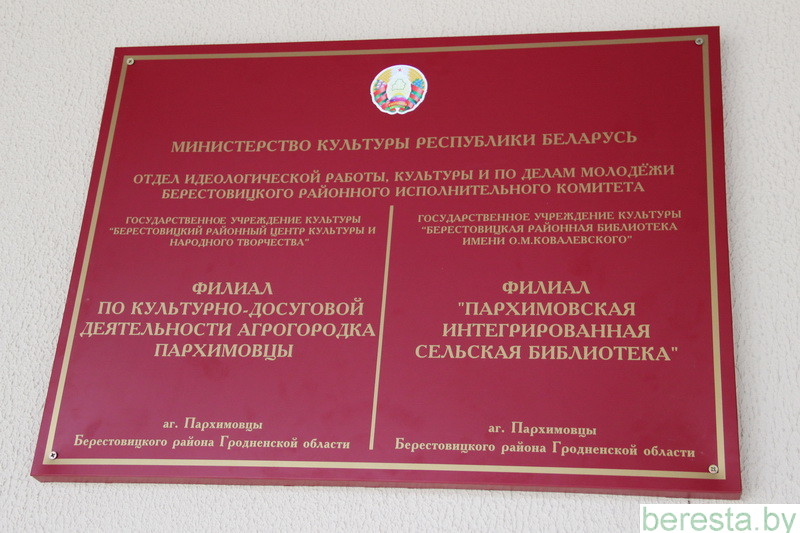 МИНИСТЕРСТВО КУЛЬТУРЫ РЕСПУБЛИКИ БЕЛАРУСЬ
ОТДЕЛ ИДЕОЛОГИЧЕСКОЙ РАБОТЫ, КУЛЬТУРЫ И ПО ДЕЛАМ МОЛОДЁЖИ
БЕРЕСТОВИЦКОГО РАЙОННОГО ИСПОЛНИТЕЛЬНОГО КОМИТЕТА
ГОСУДАРСТВЕННОЕ УЧРЕЖДЕНИЕ КУЛЬТУРЫ
"БЕРЕСТОВИЦКИЙ РАЙОННЫЙ ЦЕНТР КУЛЬТУРЫ И
НАРОДНОГО ТВОРЧЕСТВА"
ФИЛИАЛ
ПО КУЛЬТУРНО-ДОСУГОВОЙ
ДЕЯТЕЛЬНОСТИ АГРОГОРОДКА
ПАРХИМОВЦЫ
аг. Пархимовцы
Берестовицкого района Гродненской области
ГОСУДАРСТВЕННОЕ УЧРЕЖДЕНИЕ КУЛЬТУРЫ
"БЕРЕСТОВИЦКАЯ РАЙОННАЯ БИБЛИОТЕКА
ИМЕНИ О.М.КОВАЛЕВСКОГО"
ФИЛИАЛ
"ПАРХИМОВСКАЯ
ИНТЕГРИРОВАННАЯ
СЕЛЬСКАЯ БИБЛИОТЕКА"
аг. Пархимовцы
Берестовицкого района Гродненской области
beresta.by